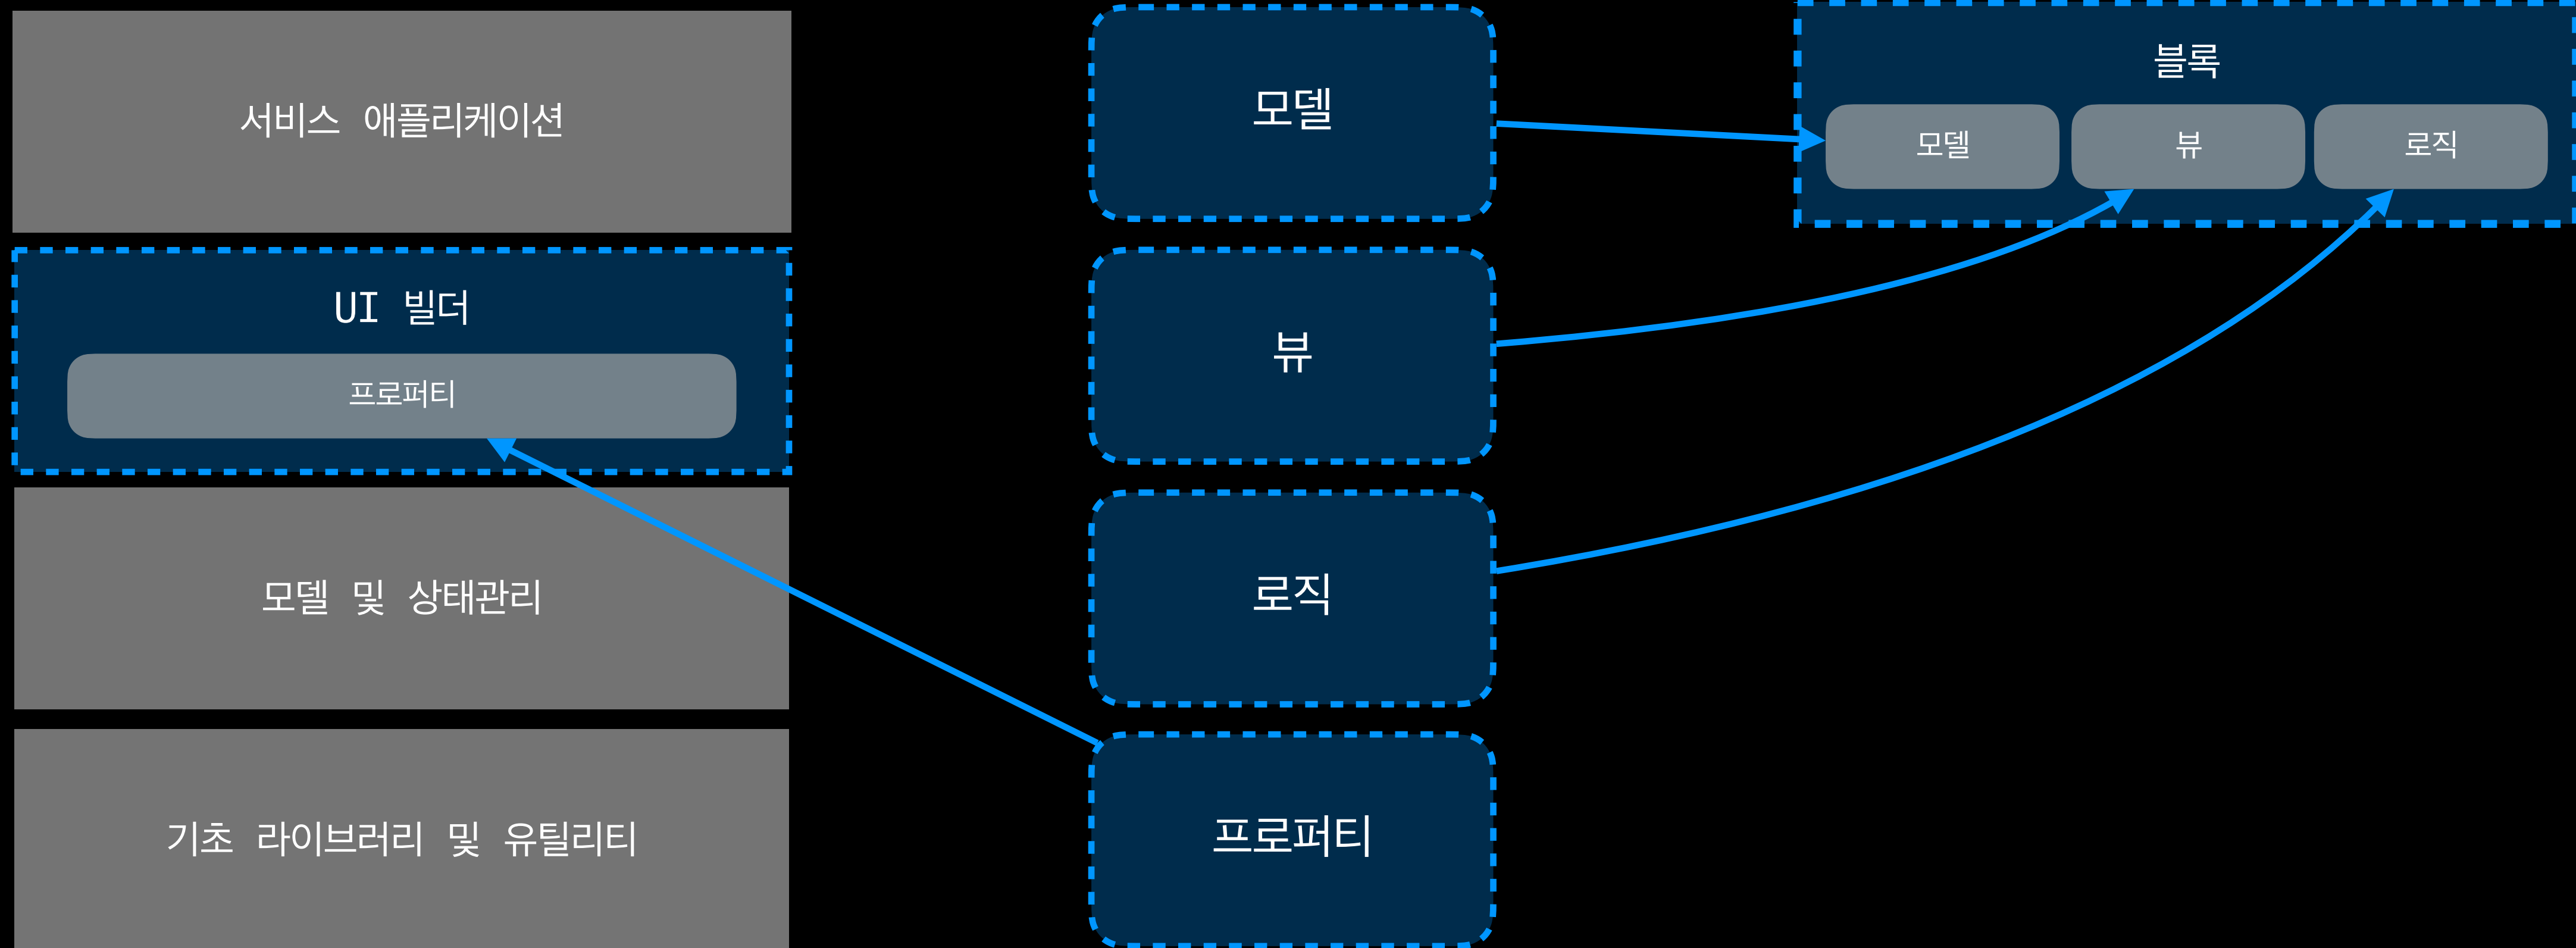 서비스 애플리케이션
UI 빌더
프로퍼티
모델 및 상태관리
기초 라이브러리 및 유틸리티
모델
뷰
로직
프로퍼티
블록
모델
뷰
로직